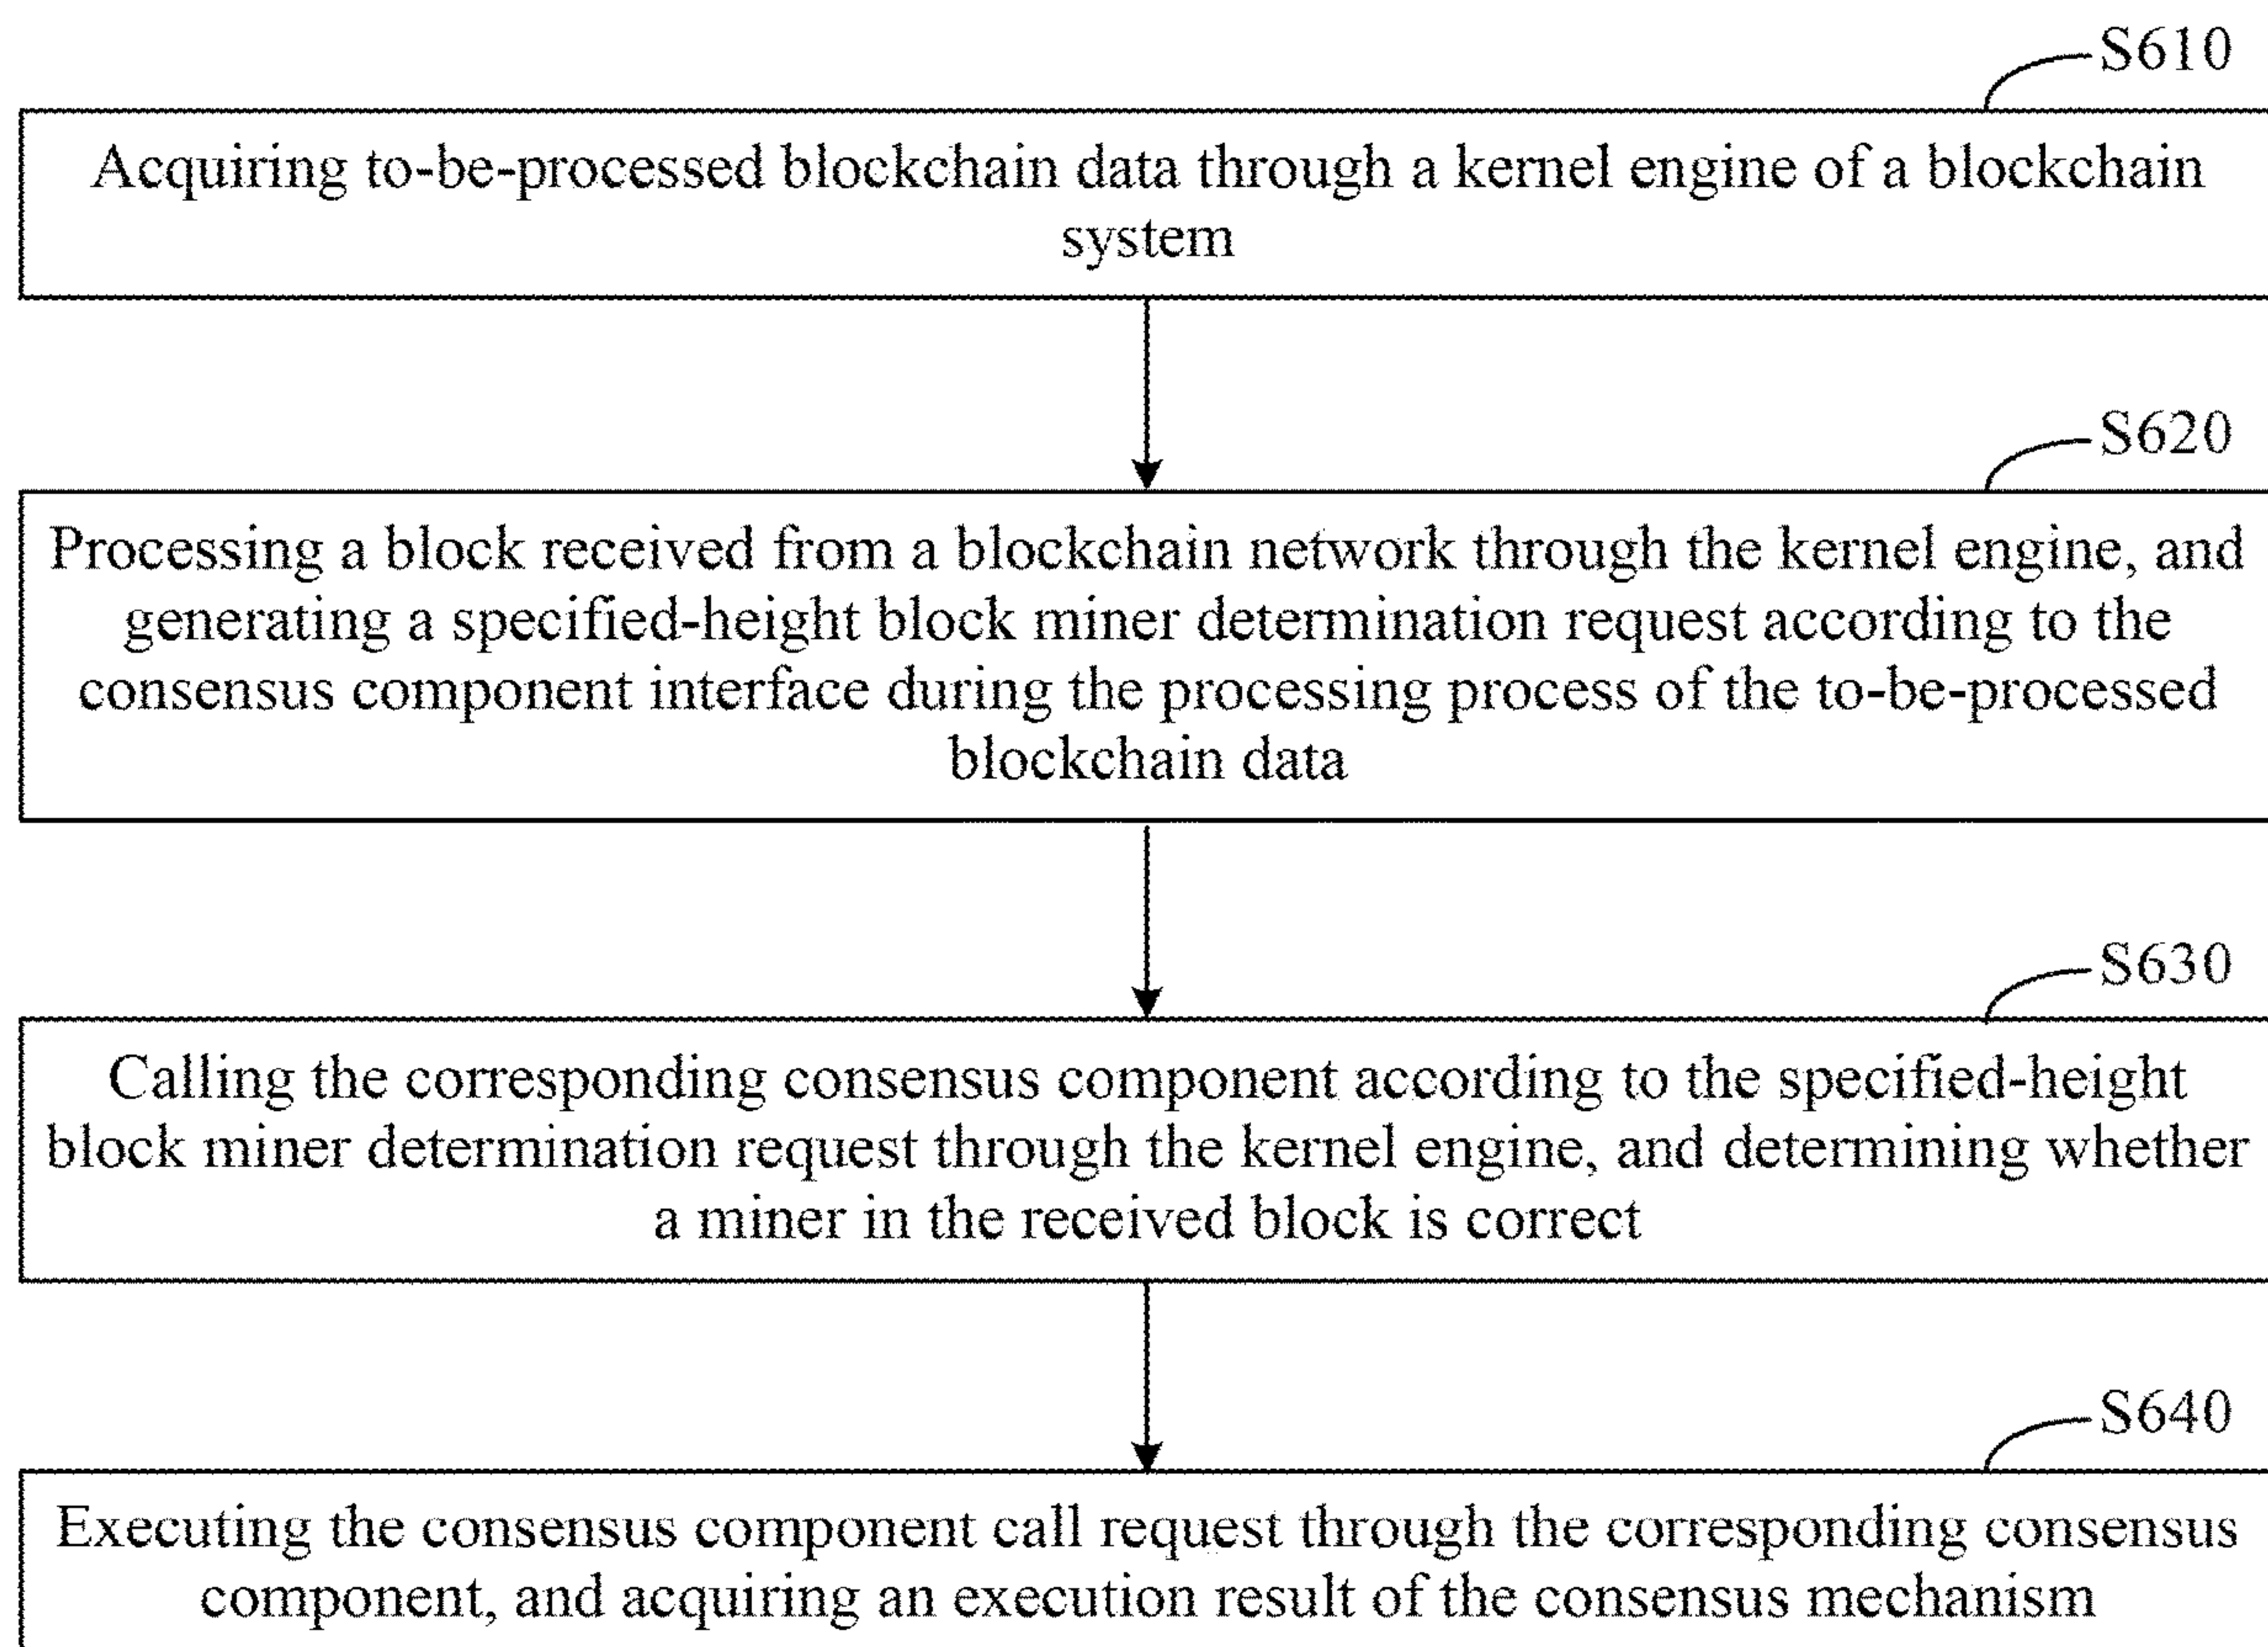 S610
Acquiring to-be-processed blockchain data through a kernel engine of a blockchain
system
S620
Processing a block received from a blockchain network through the kernel engine, and
generating a specified-height block miner determination request according to the
consensus component interface during the processing process of the to-be-processed
blockchain data
S630
Calling the corresponding consensus component according to the specified-height
block miner determination request through the kernel engine, and determining whether
a miner in the received block is correct
S640
Executing the consensus component call request through the corresponding consensus
component, and acquiring an execution result of the consensus mechanism